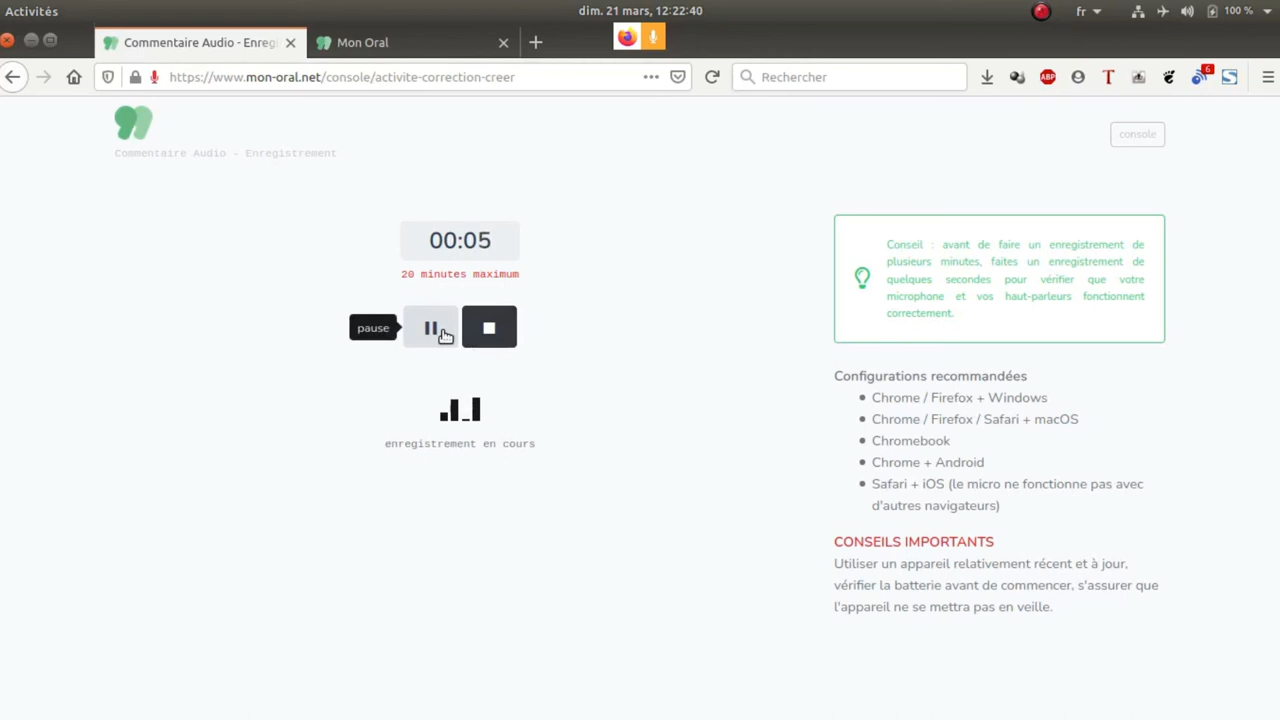 Activités
dim. 21 mars, 12:22:40
fr
100 %
Commentaire Audio - Enreg
Mon Oral
https://www.mon-oral.net/console/activite-correction-creer
Rechercher
ABP
T
6
S
Commentaire Audio - Enregistrement
console
00:05
20 minutes maximum
pause
enregistrement en cours
Conseil : avant de faire un enregistrement de
plusieurs minutes, faites un enregistrement de
quelques secondes pour vérifier que votre
microphone et vos haut-parleurs fonctionnent
correctement.
Configurations recommandées
Chrome / Firefox + Windows
Chrome / Firefox / Safari + macOS
Chromebook
Chrome + Android
Safari + iOS (le micro ne fonctionne pas avec
d'autres navigateurs)
CONSEILS IMPORTANTS
Utiliser un appareil relativement récent et à jour,
vérifier la batterie avant de commencer, s'assurer que
l'appareil ne se mettra pas en veille.